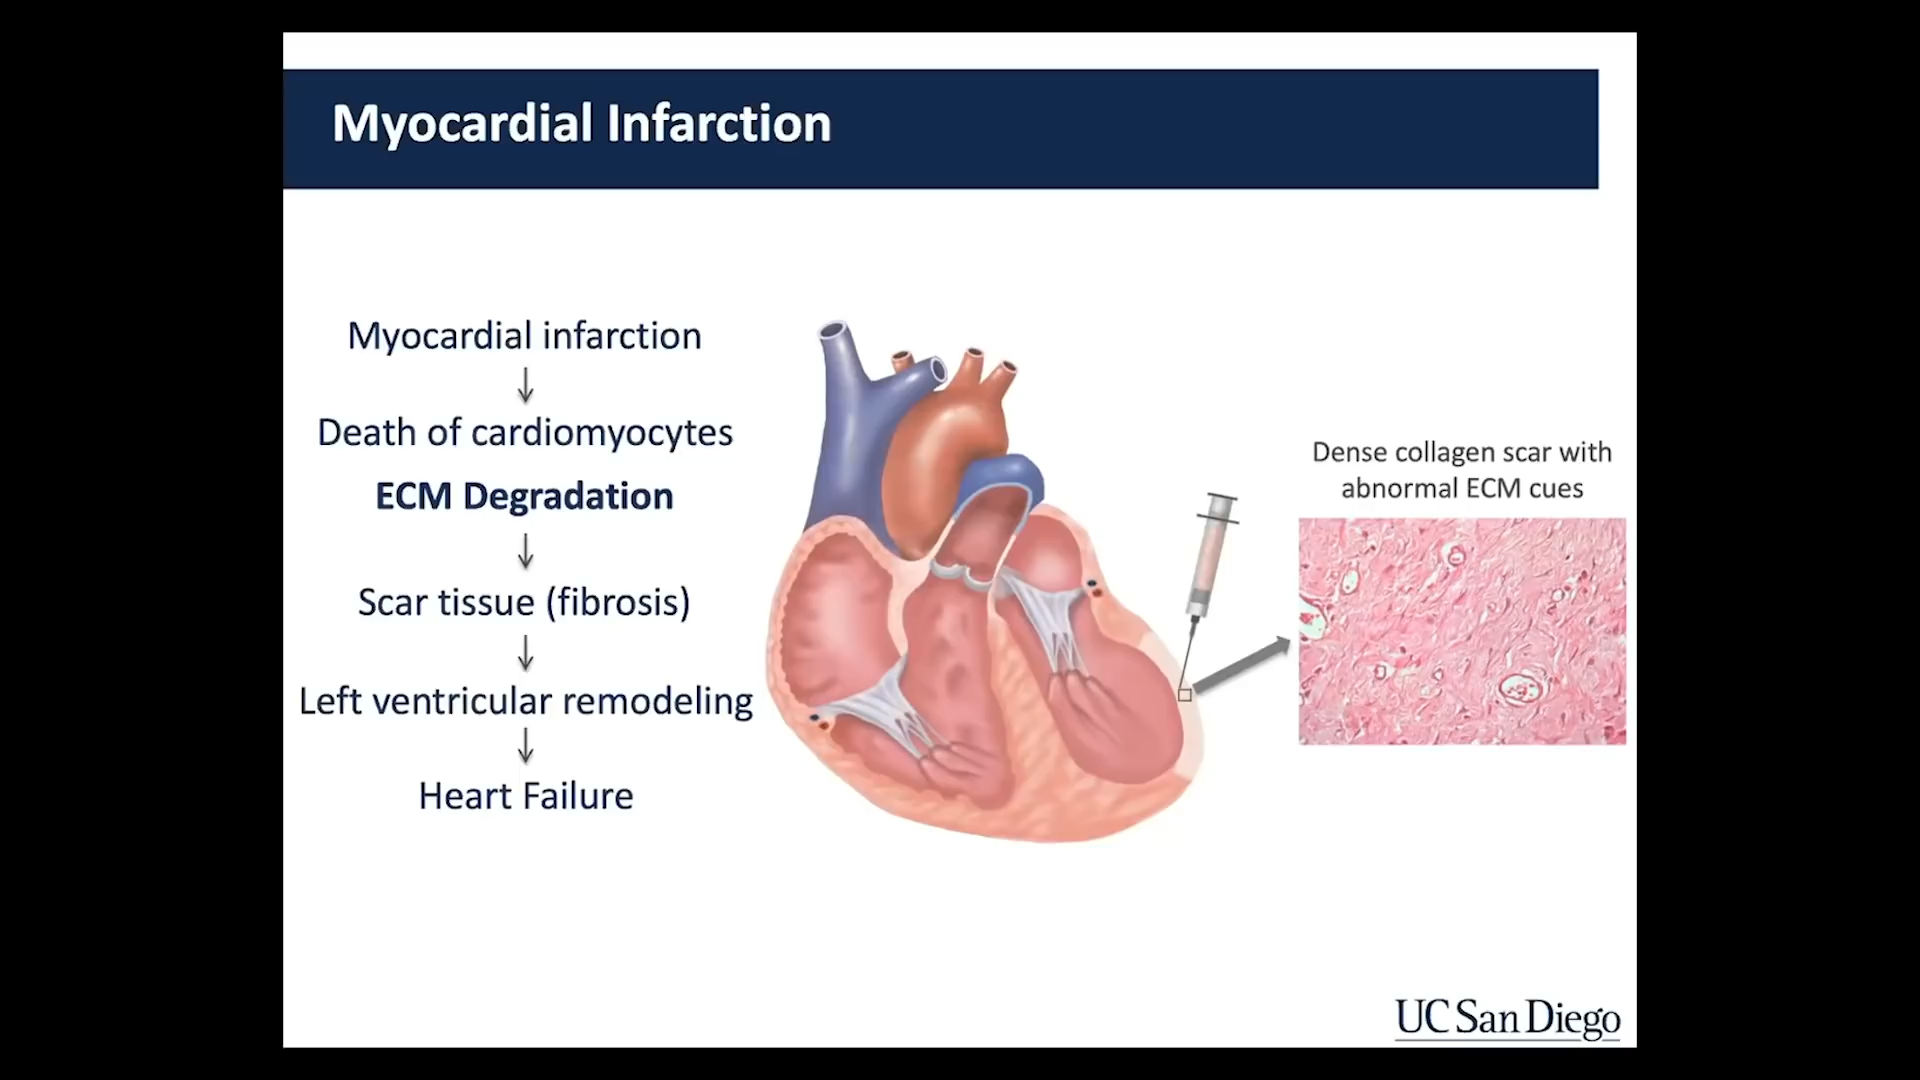 Myocardial Infarction
Myocardial infarction
Death of cardiomyocytes
ECM Degradation
Scar tissue (fibrosis)
Left ventricular remodeling
Heart Failure
Dense collagen scar with
abnormal ECM cues
UC San Diego